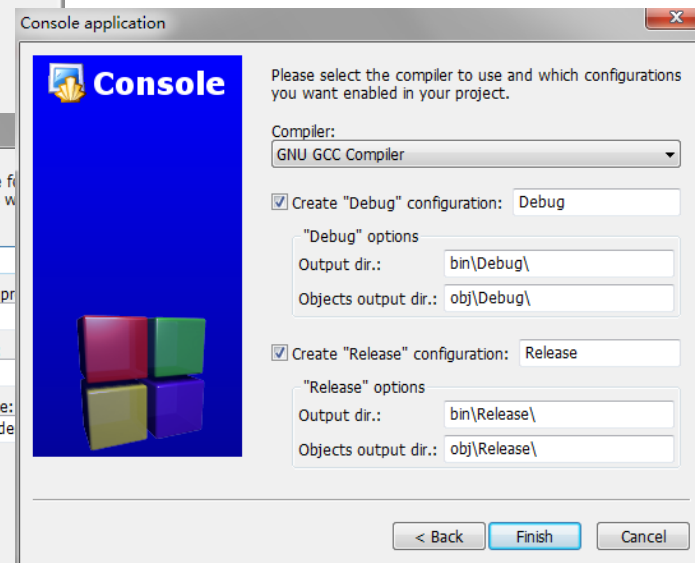 Console application
Console
Please select the compiler to use and which configurations
you want enabled in your project.
Compiler:
GNU GCC Compiler
Create "Debug" configuration: Debug
"Debug" options
Output dir.: bin\Debug\
Objects output dir.: obj\Debug\
Create "Release" configuration: Release
"Release" options
Output dir.: bin\Release\
Objects output dir.: obj\Release\
< Back Finish Cancel